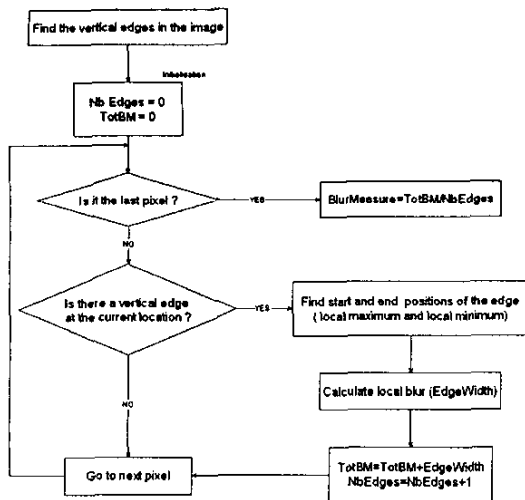 Find the vertical edges in the image
Initialisation
Nb Edges = 0
TotBM = 0
Is it the last pixel ?
YES
BlurMeasure=TotBM/NbEdges
NO
Is there a vertical edge
at the current location ?
YES
Find start and end positions of the edge
( local maximum and local minimum)
Calculate local blur (EdgeWidth)
NO
TotBM=TotBM+EdgeWidth
NbEdges=NbEdges+1
Go to next pixel